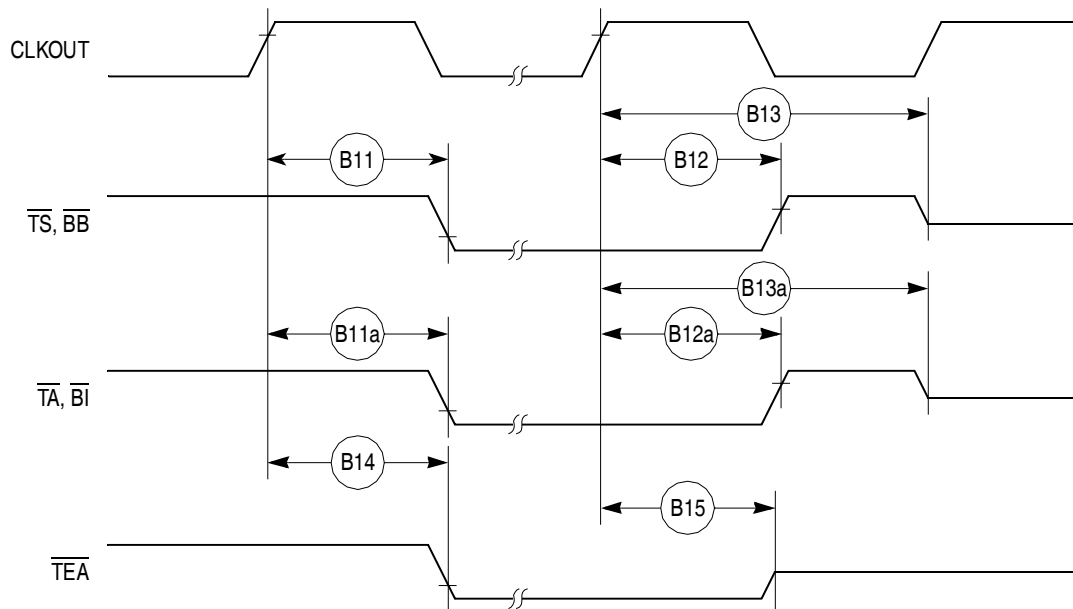 CLKOUT
B13
B11
B12
TS, BB
B13a
B11a
B12a
TA, BI
B14
B15
TEA